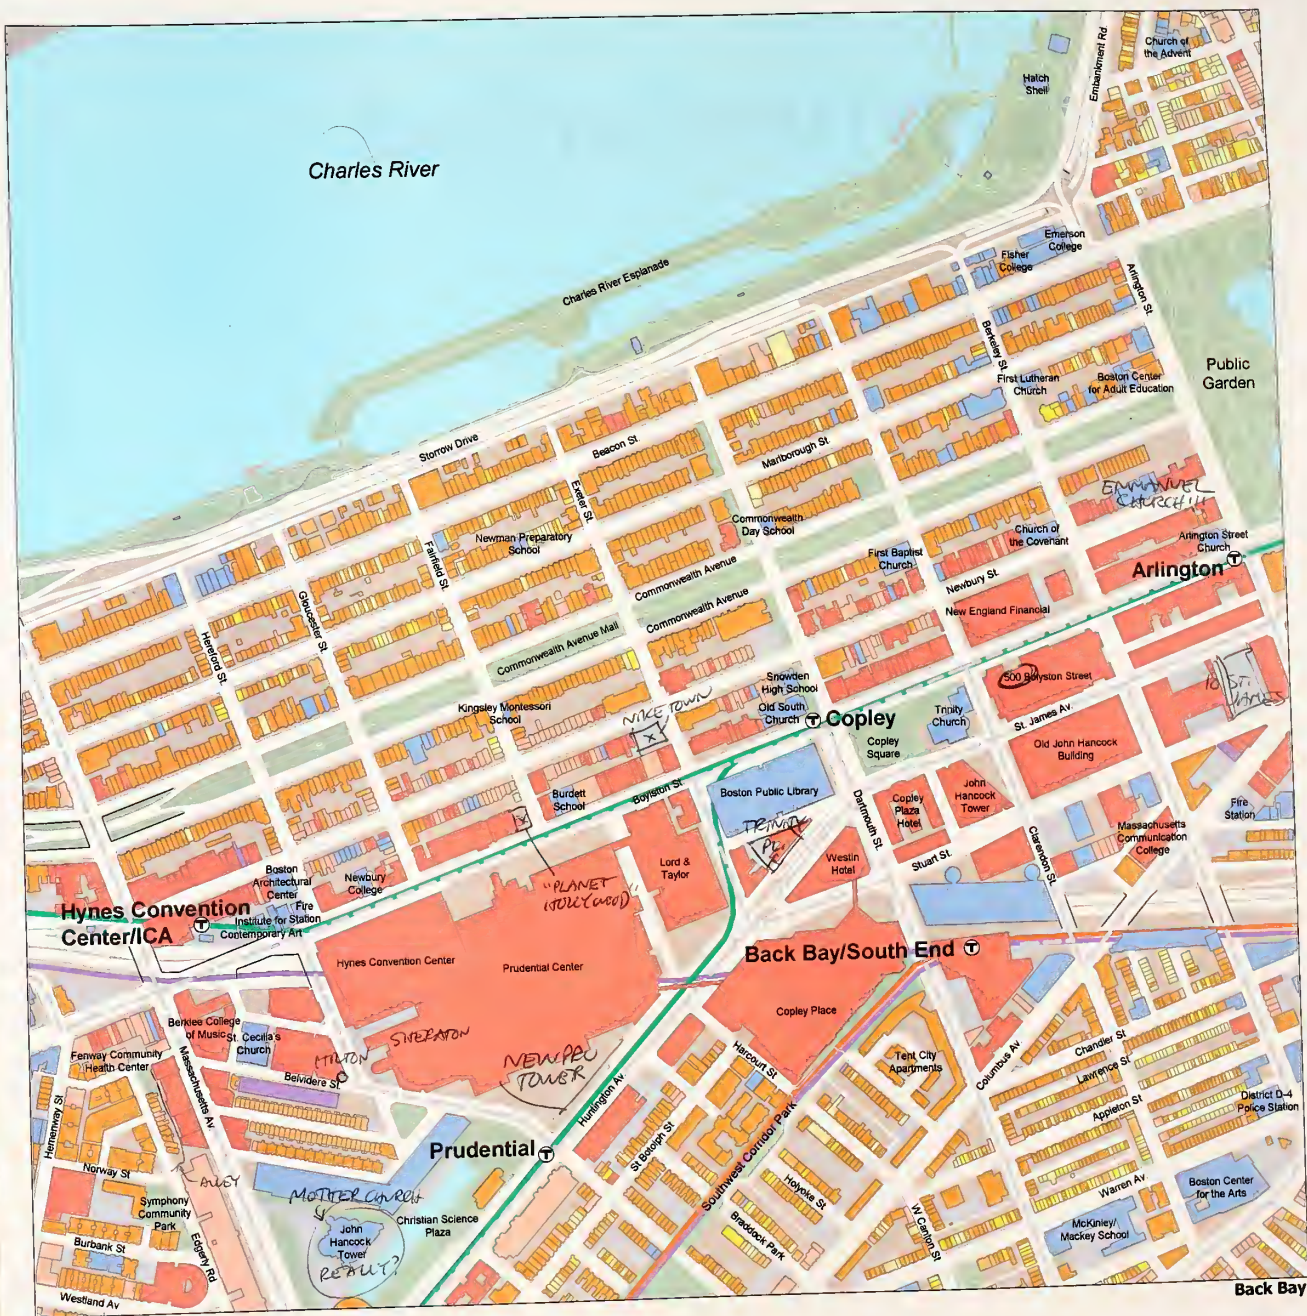 Church of
the Advent
Embankment Rd.
Hatch
Shell
Charles River
Emerson
College
Fisher
College
Arlington St.
Charles River Esplanade
Berkeley St.
Public
Garden
First Lutheran
Church
Boston Center
for Adult Education
Storrow Drive
Beacon St.
Marlborough St.
EMMANUEL
CHURCH!!
Exeter St.
Commonwealth
Day School
Newman Preparatory
School
Church of
the Covenant
Arlington Street
Church
Fairfield St.
First Baptist
Church
Arlington T
Commonwealth Avenue
Newbury St.
Commonwealth Avenue
New England Financial
Gloucester St.
Hereford St.
Commonwealth Avenue Mall
500 Boylston Street
10 ST.
JAMES
Snowden
High School
Kingsley Montessori
School
NIKETOWN
X
Old South
Church
T Copley
Trinity
Church
St. James Av.
Copley
Square
Old John Hancock
Building
Burdett
School
Boylston St.
Boston Public Library
John
Hancock
Tower
Copley
Plaza
Hotel
Dartmouth St.
Fire
Station
X
TRINITY
PL.
Massachusetts
Communication
College
Clarendon St.
Stuart St.
Westin
Hotel
Lord &
Taylor
"PLANET
HOLLYWOOD"
Boston
Architectural
Center
Newbury
College
Hynes Convention
Center/ICA T
Fire
Station
Institute for
Contemporary Art
Back Bay/South End T
Hynes Convention Center
Prudential Center
Copley Place
Berklee College
of Music
St. Cecilia's
Church
SHERATON
HILTON
NEW PRU
TOWER
Fenway Community
Health Center
Massachusetts Av.
Belvidere St.
Huntington Av.
Harcourt St.
Tent City
Apartments
Columbus Av.
Chandler St
Lawrence St
Appleton St
District D-4
Police Station
Hemenway St
Prudential T
St Botolph St
Southwest Corridor Park
Norway St
ALLEY
Holyoke St
Warren Av
Boston Center
for the Arts
MOTHER CHURCH
Symphony
Community
Park
Christian Science
Plaza
John
Hancock
Tower
REALLY?
Braddock Park
W Canton St
McKinley/
Mackey School
Burbank St
Edgerly Rd
Westland Av
Back Bay